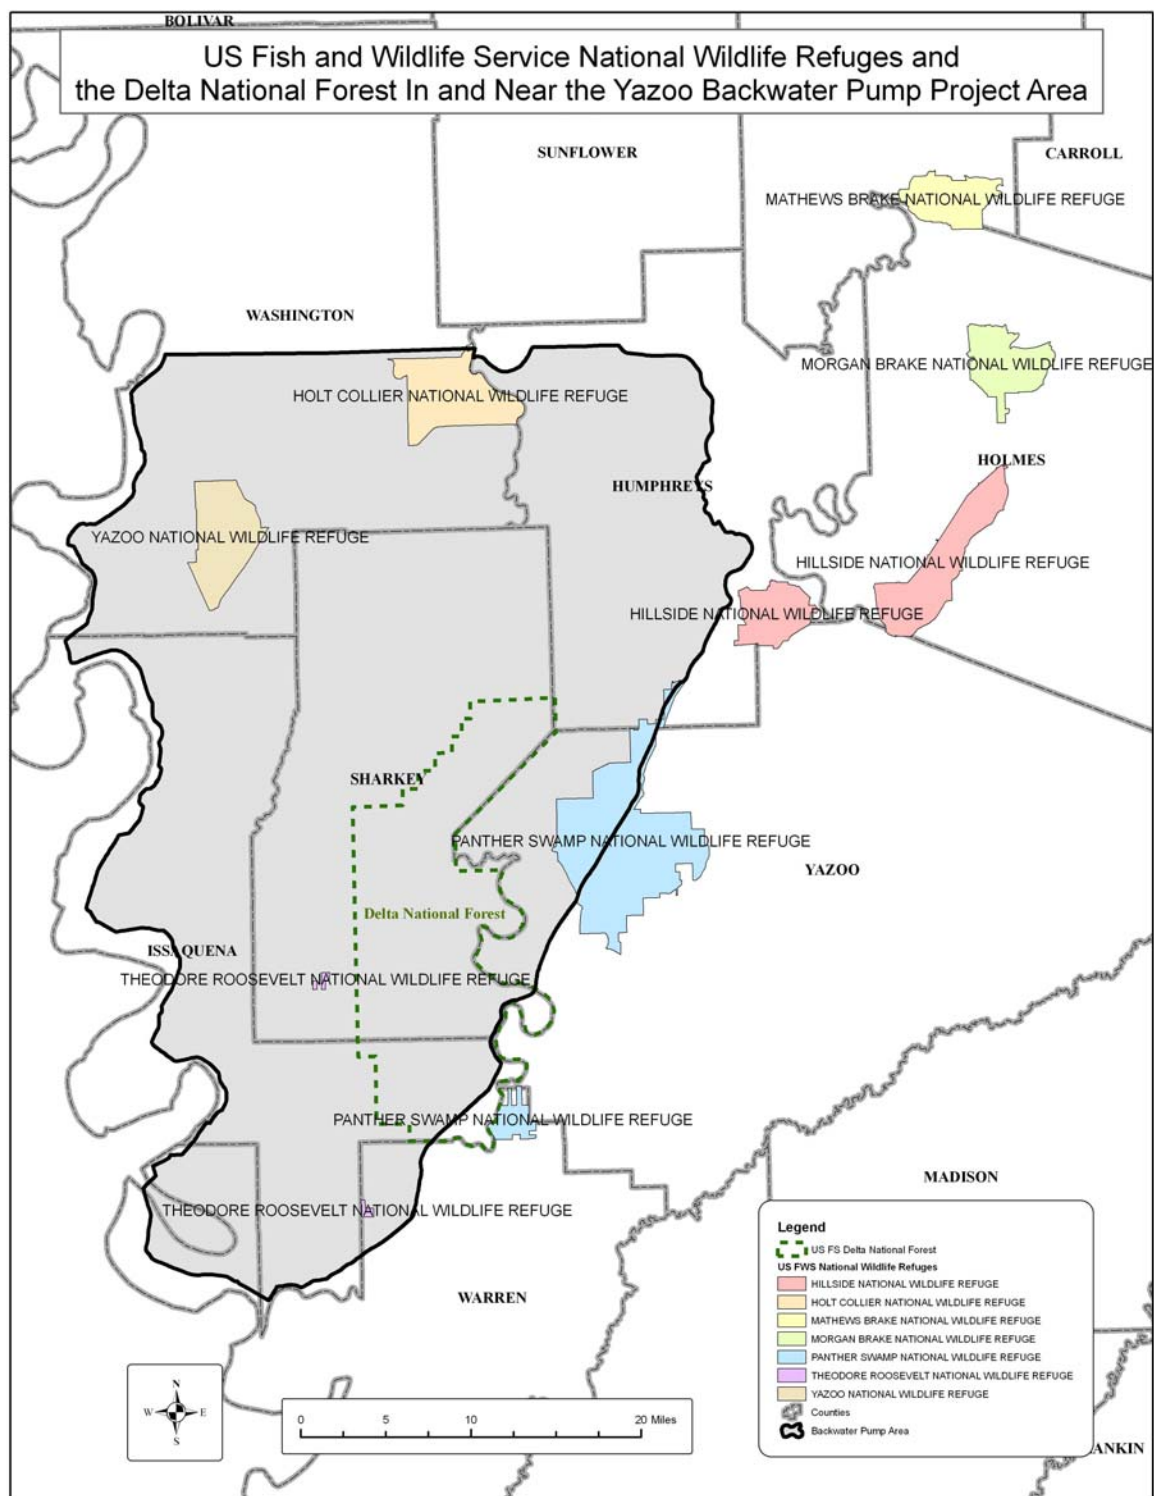 BOLIVAR
US Fish and Wildlife Service National Wildlife Refuges and
the Delta National Forest In and Near the Yazoo Backwater Pump Project Area
SUNFLOWER
CARROLL
MATHEWS BRAKE NATIONAL WILDLIFE REFUGE
WASHINGTON
MORGAN BRAKE NATIONAL WILDLIFE REFUGE
HOLT COLLIER NATIONAL WILDLIFE REFUGE
HOLMES
HUMPHREYS
YAZOO NATIONAL WILDLIFE REFUGE
HILLSIDE NATIONAL WILDLIFE REFUGE
HILLSIDE NATIONAL WILDLIFE REFUGE
SHARKEY
PANTHER SWAMP NATIONAL WILDLIFE REFUGE
YAZOO
Delta National Forest
ISSAQUENA
THEODORE ROOSEVELT NATIONAL WILDLIFE REFUGE
PANTHER SWAMP NATIONAL WILDLIFE REFUGE
MADISON
THEODORE ROOSEVELT NATIONAL WILDLIFE REFUGE
WARREN
Legend
US FS Delta National Forest
US FWS National Wildlife Refuges
HILLSIDE NATIONAL WILDLIFE REFUGE
HOLT COLLIER NATIONAL WILDLIFE REFUGE
MATHEWS BRAKE NATIONAL WILDLIFE REFUGE
MORGAN BRAKE NATIONAL WILDLIFE REFUGE
PANTHER SWAMP NATIONAL WILDLIFE REFUGE
THEODORE ROOSEVELT NATIONAL WILDLIFE REFUGE
YAZOO NATIONAL WILDLIFE REFUGE
Counties
Backwater Pump Area
N
W E
S
0 5 10 20 Miles
ANKIN